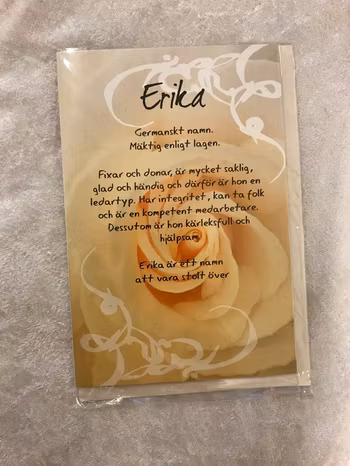 Erika
Germanskt namn.
Mäktig enligt lagen.
Fixar och donar, är mycket saklig,
glad och händig och därför är hon en
ledartyp. Har integritet, kan ta folk
och är en kompetent medarbetare.
Dessutom är hon kärleksfull och
hjälpsam.
Erika är ett namn
att vara stolt över